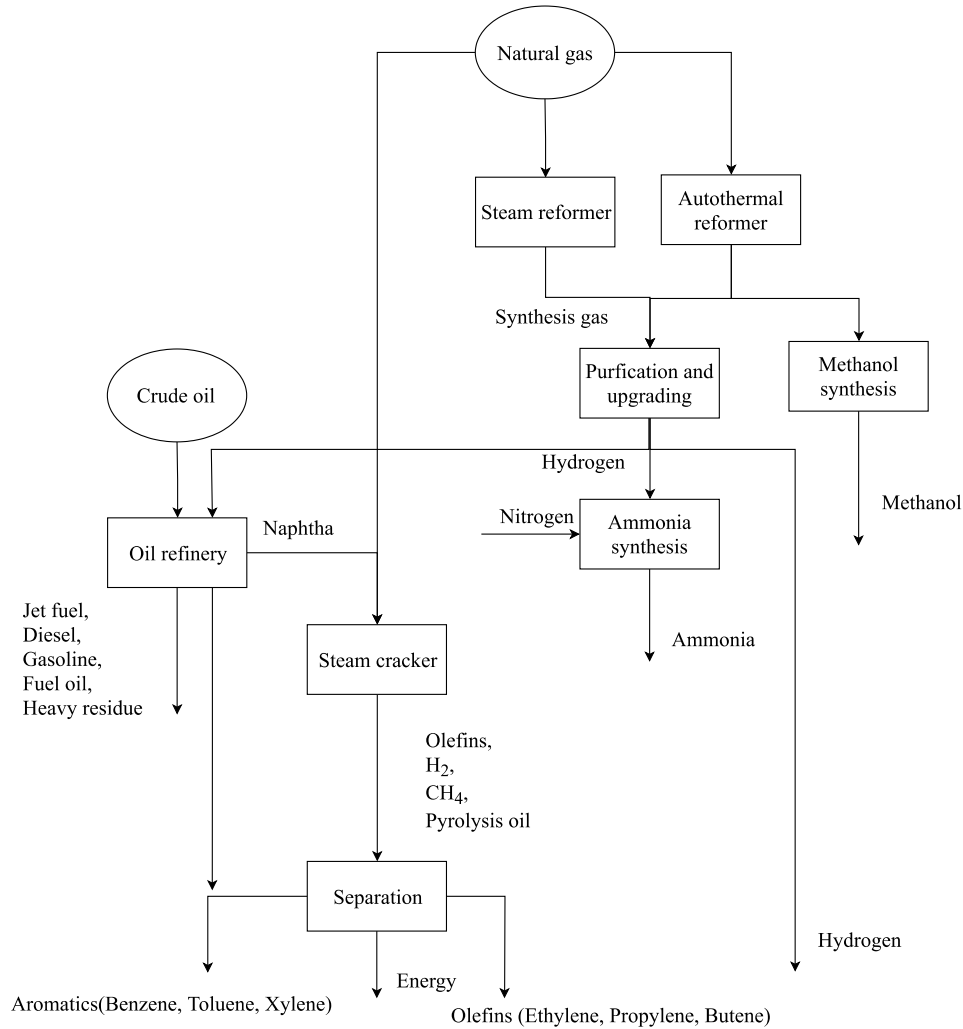 Natural gas
Steam reformer
Autothermal
reformer
Synthesis gas
Purfication and
upgrading
Methanol
synthesis
Crude oil
Hydrogen
Methanol
Nitrogen
Ammonia
synthesis
Naphtha
Oil refinery
Jet fuel,
Diesel,
Gasoline,
Fuel oil,
Heavy residue
Ammonia
Steam cracker
Olefins,
H2,
CH4,
Pyrolysis oil
Separation
Hydrogen
Energy
Aromatics(Benzene, Toluene, Xylene)
Olefins (Ethylene, Propylene, Butene)